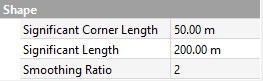 Shape
Significant Corner Length 50.00 m
Significant Length 200.00 m
Smoothing Ratio 2